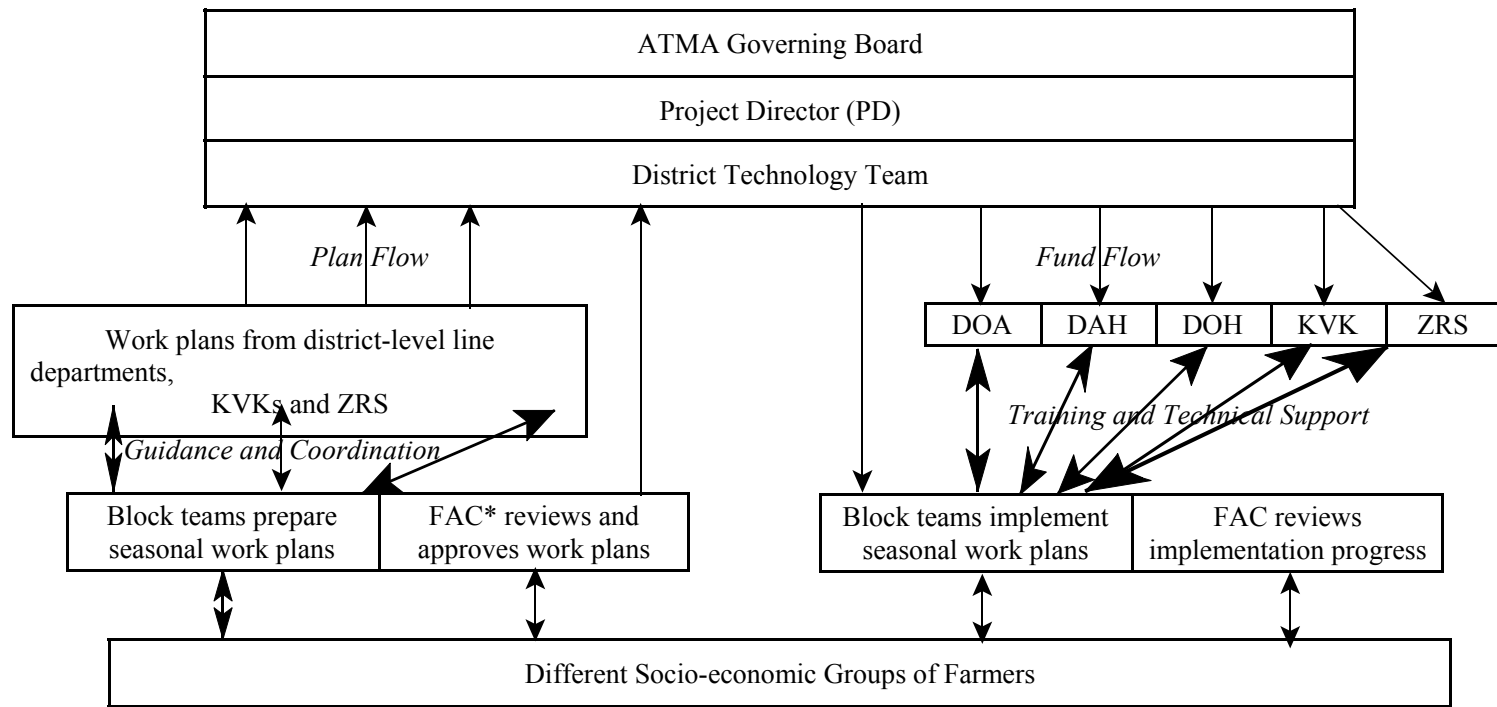 ATMA Governing Board
Project Director (PD)
District Technology Team
Plan Flow
Fund Flow
Work plans from district-level line
departments,
KVKs and ZRS
DOA
DAH
DOH
KVK
ZRS
Guidance and Coordination
Training and Technical Support
Block teams prepare
seasonal work plans
FAC* reviews and
approves work plans
Block teams implement
seasonal work plans
FAC reviews
implementation progress
Different Socio-economic Groups of Farmers